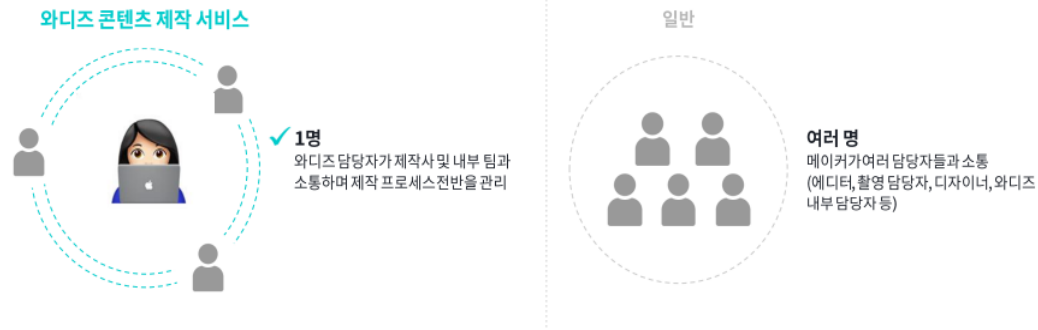 와디즈 콘텐츠 제작 서비스
1명
와디즈 담당자가 제작사 및 내부 팀과
소통하며 제작 프로세스 전반을 관리
일반
여러 명
메이커가 여러 담당자들과 소통
(에디터, 촬영 담당자, 디자이너, 와디즈
내부 담당자 등)